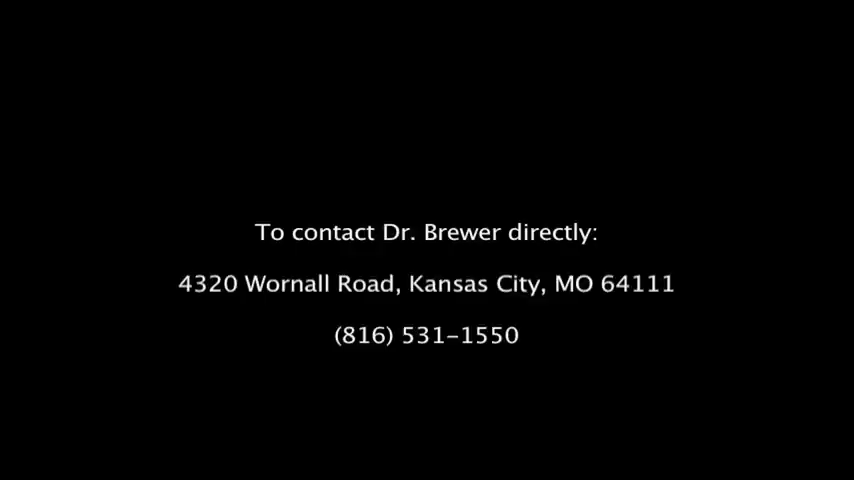 To contact Dr. Brewer directly:
4320 Wornall Road, Kansas City, MO 64111
(816) 531-1550